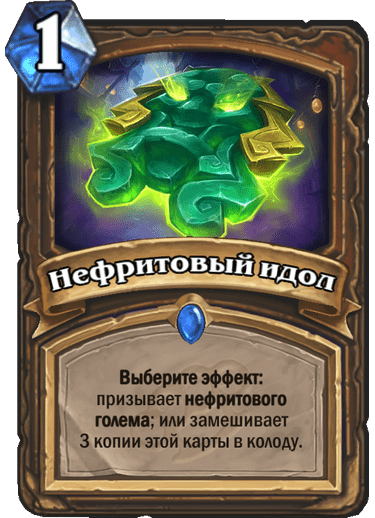 1
Нефритовый идол
Выберите эффект:
призывает нефритового
голема; или замешивает
3 копии этой карты в колоду.